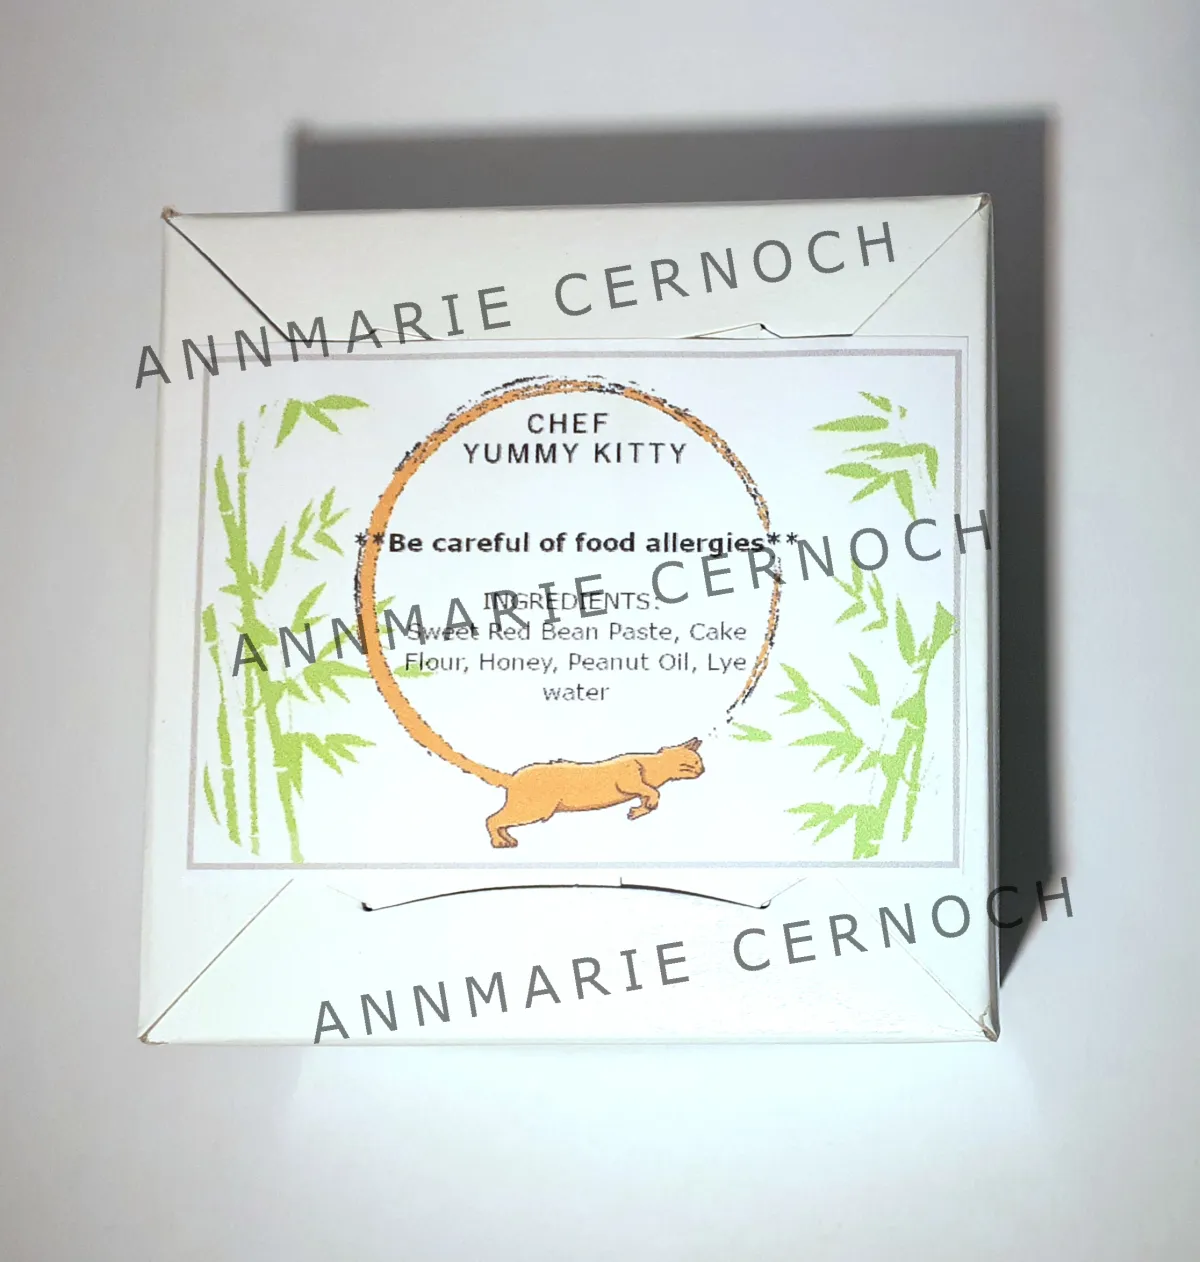 ANNMARIE CERNOCH
CHEF
YUMMY KITTY
**Be careful of food allergies**
ANNMARIE CERNOCH
INGREDIENTS:
Sweet Red Bean Paste, Cake
Flour, Honey, Peanut Oil, Lye
water
ANNMARIE CERNOCH